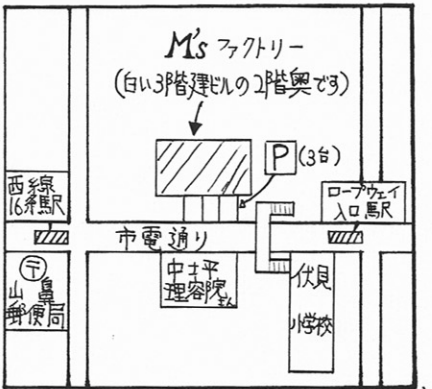 M'sファクトリー
(白い3階建ビルの2階奥です)
P (3台)
西線
16条駅
ロープウェイ
入口駅
市電通り
〒
山鼻
郵便局
中士平
理容院さん
伏見
小学校